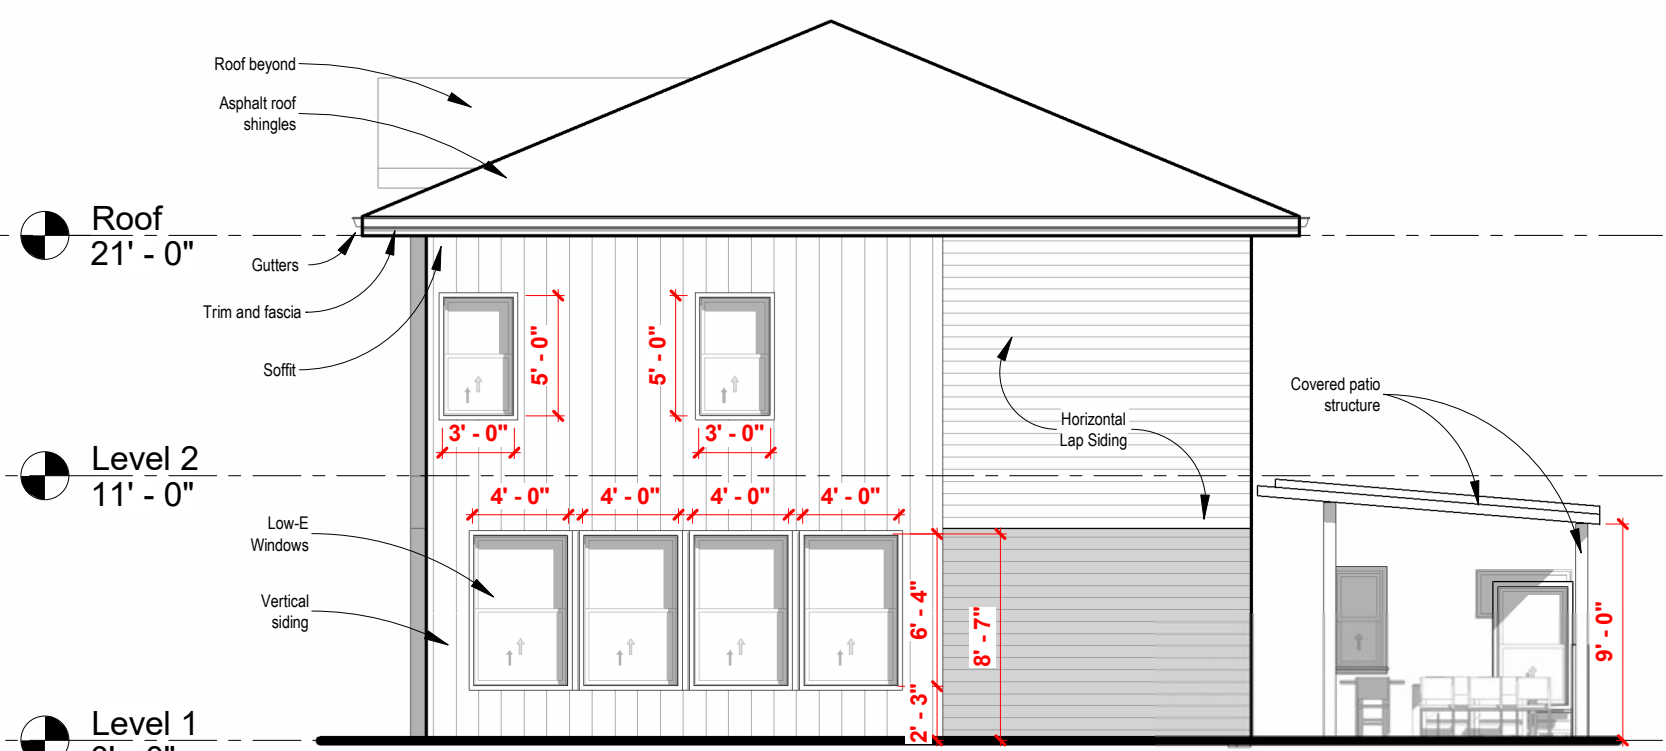 Roof beyond
Asphalt roof
shingles
Roof
21' - 0"
Gutters
Trim and fascia
Soffit
5' - 0"
5' - 0"
3' - 0"
3' - 0"
Horizontal
Lap Siding
Covered patio
structure
Level 2
11' - 0"
4' - 0"
4' - 0"
4' - 0"
4' - 0"
Low-E
Windows
Vertical
siding
6' - 4"
8' - 7"
2' - 3"
9' - 0"
Level 1
0' - 0"